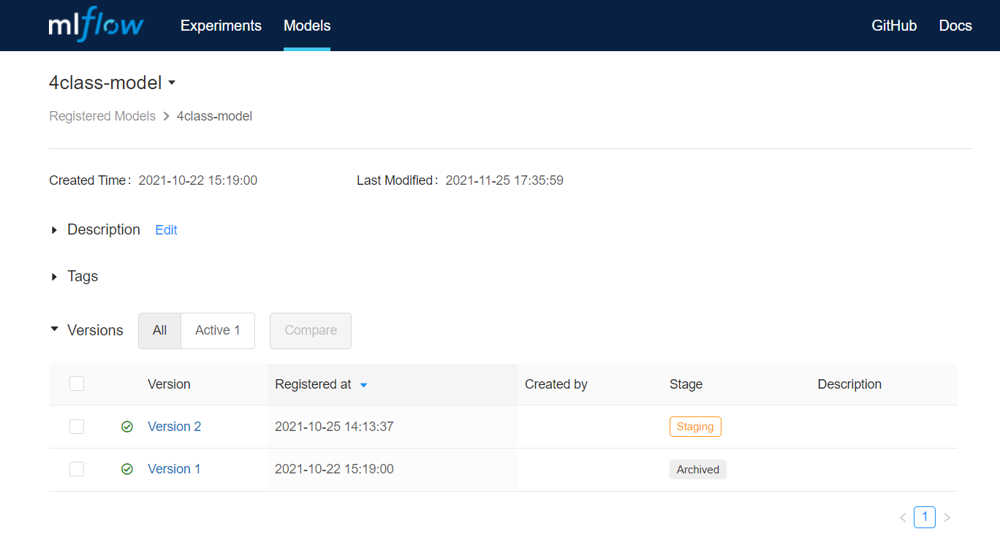 mlflow Experiments Models GitHub Docs
4class-model
Registered Models > 4class-model
Created Time: 2021-10-22 15:19:00 Last Modified: 2021-11-25 17:35:59
Description Edit
Tags
Versions All Active 1 Compare
Version Registered at Created by Stage Description
Version 2 2021-10-25 14:13:37 Staging
Version 1 2021-10-22 15:19:00 Archived
< 1 >